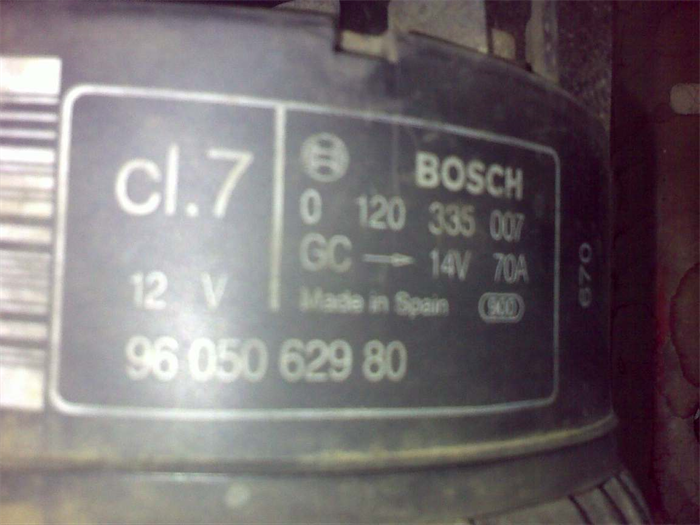 cl.7
12 V
BOSCH
0 120 335 007
GC → 14V 70A
Made in Spain 900
96 050 629 80
670